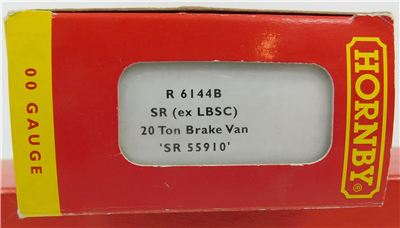 00 GAUGE
R 6144B
SR (ex LBSC)
20 Ton Brake Van
'SR 55910'
HORNBY®